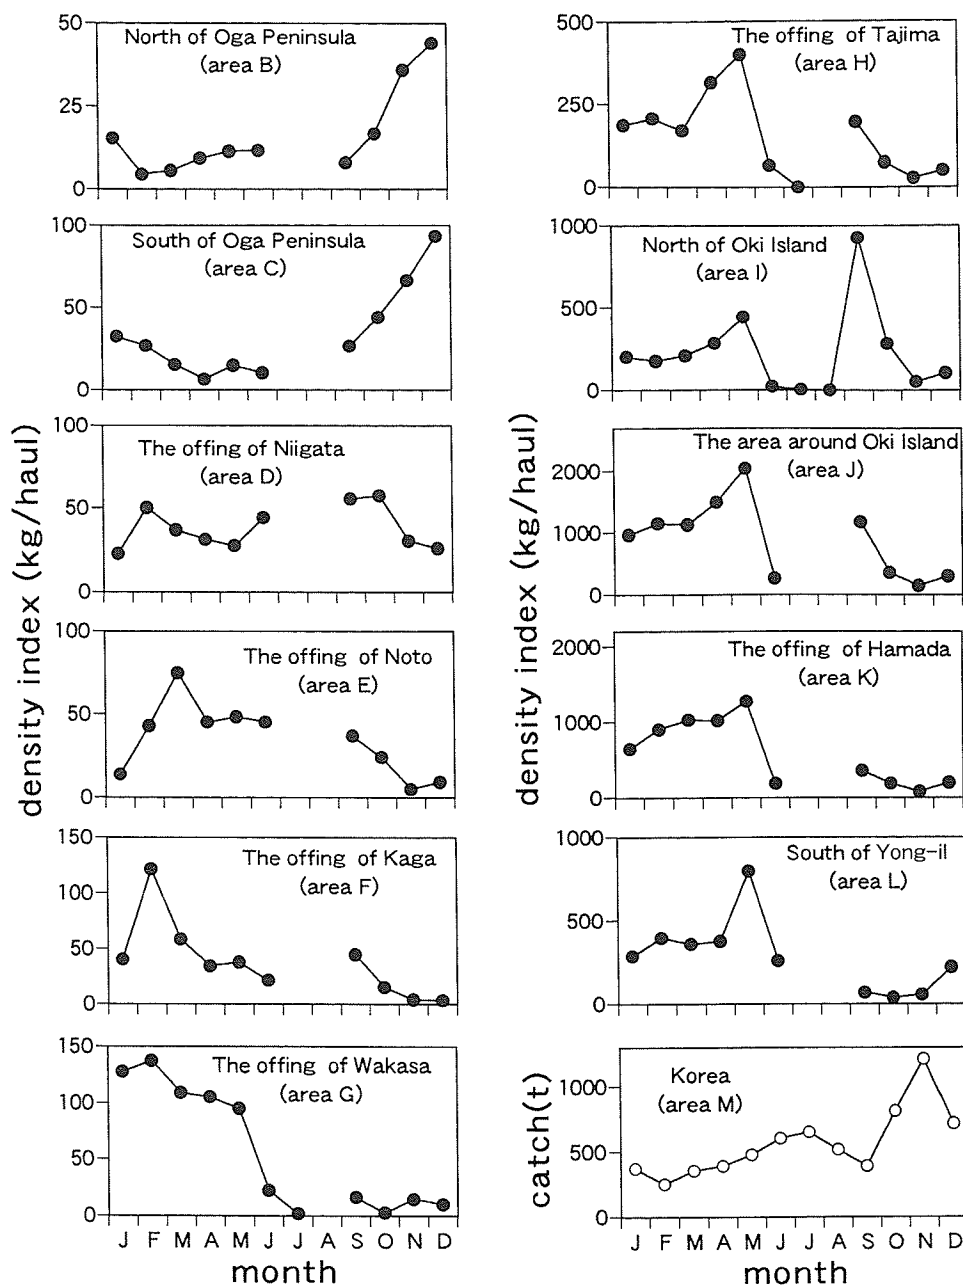 North of Oga Peninsula
(area B)
50
25
0
South of Oga Peninsula
(area C)
100
50
0
The offing of Niigata
(area D)
100
50
0
The offing of Noto
(area E)
100
50
0
The offing of Kaga
(area F)
150
100
50
0
The offing of Wakasa
(area G)
150
100
50
0
J F M A M J J A S O N D
month
density index (kg/haul)
The offing of Tajima
(area H)
500
250
0
North of Oki Island
(area I)
1000
500
0
The area around Oki Island
(area J)
2000
1000
0
The offing of Hamada
(area K)
2000
1000
0
South of Yong-il
(area L)
1000
500
0
density index (kg/haul)
Korea
(area M)
1000
500
0
catch(t)
J F M A M J J A S O N D
month